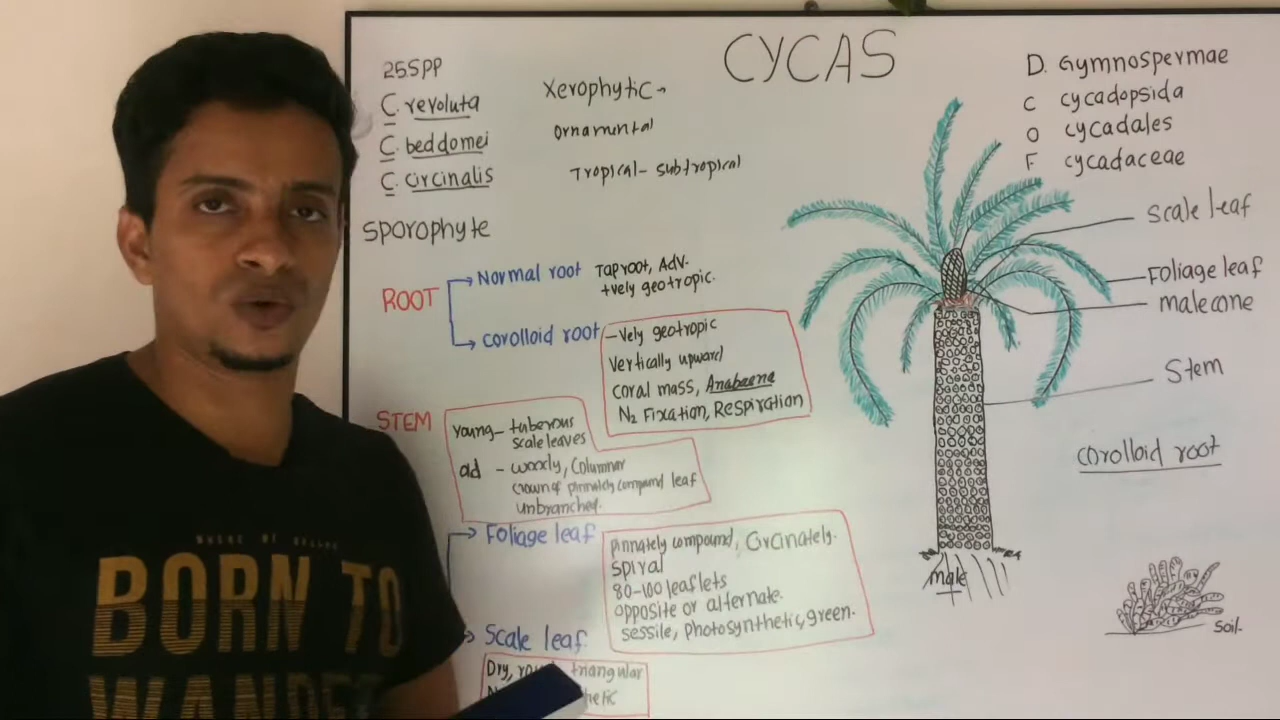 CYCAS
25SPP
C. revoluta
C. beddomei
C. circinalis
Xerophytic
Ornamental
Tropical- subtropical
D. Gymnospermae
C cycadopsida
O cycadales
F cycadaceae
Sporophyte
ROOT
Normal root
Taproot, Adv.
+vely geotropic.
corolloid root
-vely geotropic
Vertically upward
coral mass, Anabaena
N2 Fixation, Respiration
STEM
young- tuberous
scale leaves
ad - woody, Columnar
crown of pinnately compound leaf
Unbranched.
Foliage leaf
pinnately compound, Circinately.
spiral
80-100 leaflets
opposite or alternate.
sessile, photosynthetic, green.
Scale leaf
Dry, triangular
scale leaf
Foliage leaf
male cone
Stem
male
corolloid root
Soil.
BORN TO